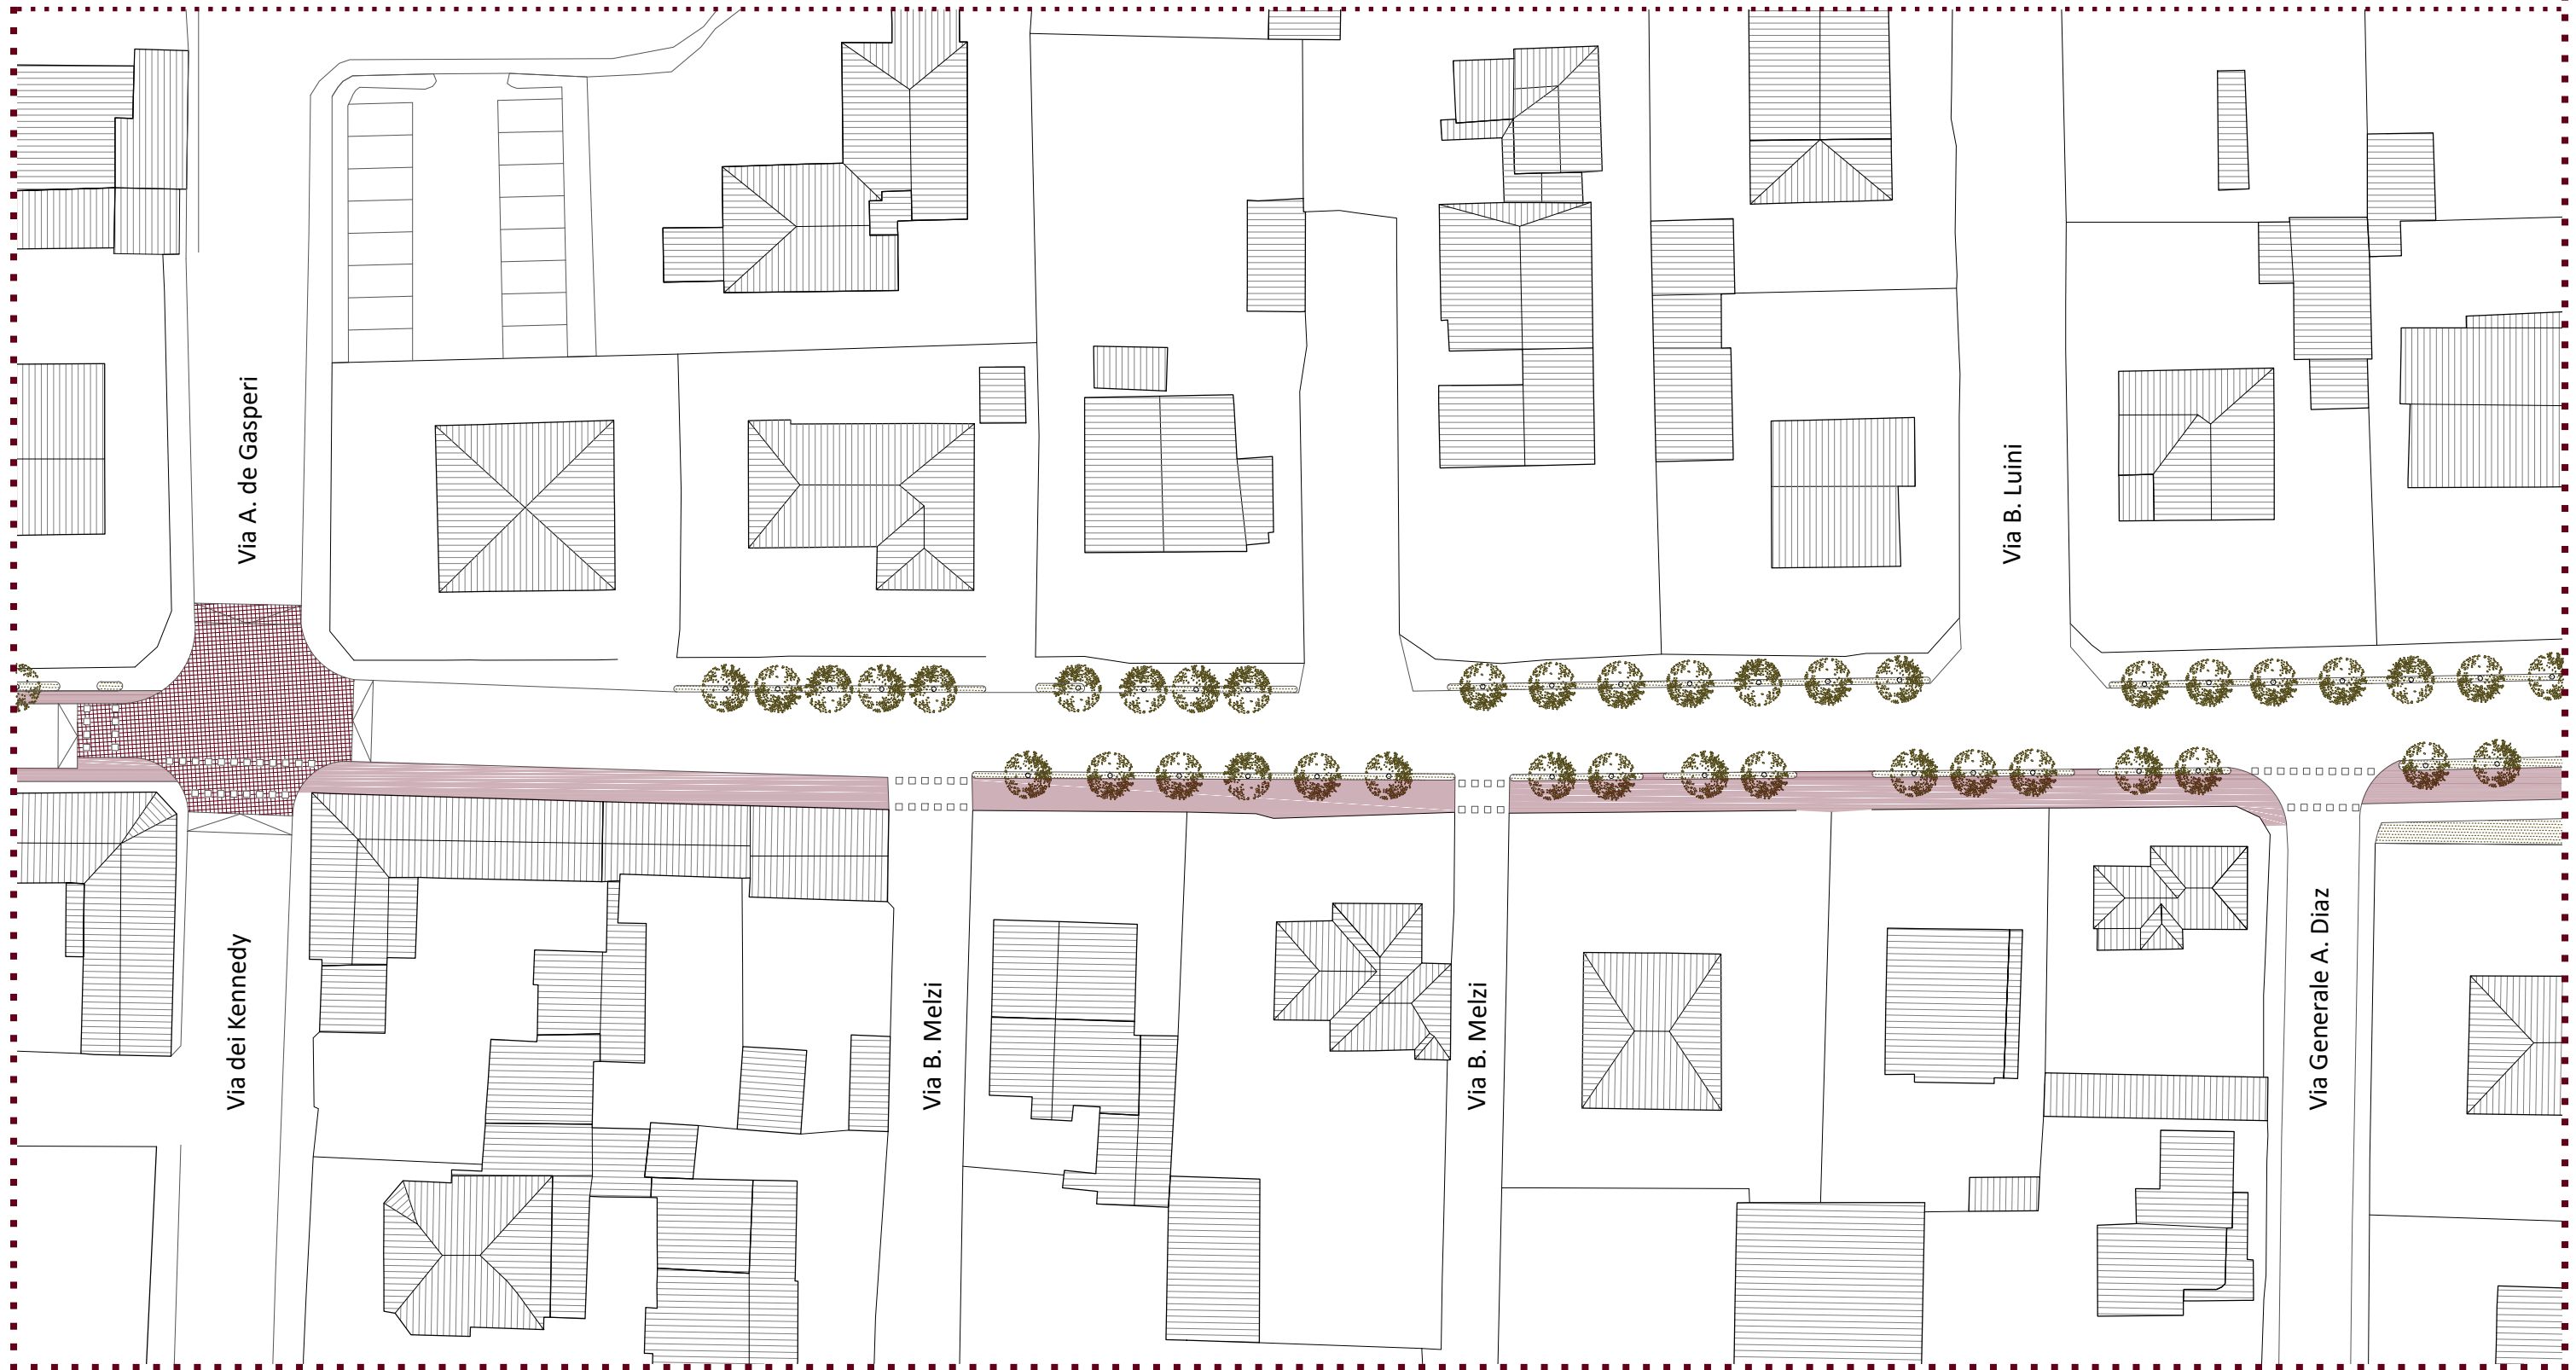 Via A. de Gasperi
Via B. Luini
Via dei Kennedy
Via B. Melzi
Via B. Melzi
Via Generale A. Diaz